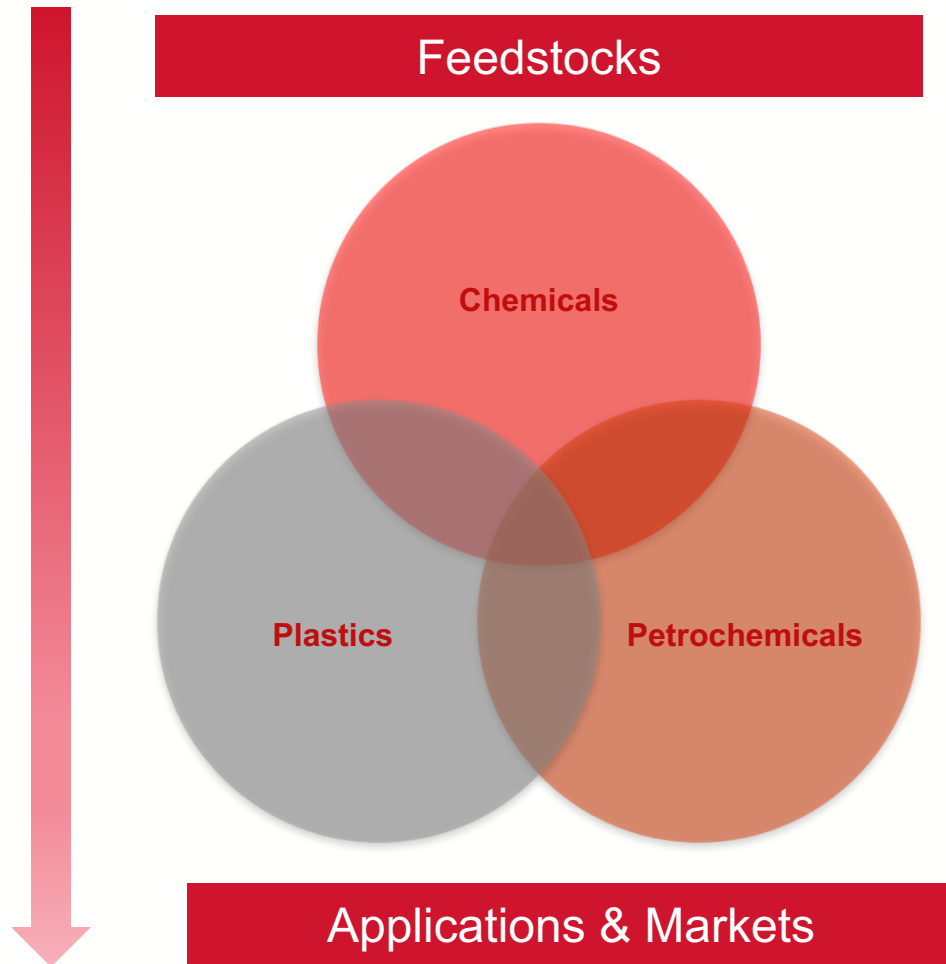 Feedstocks
Chemicals
Plastics
Petrochemicals
Applications & Markets